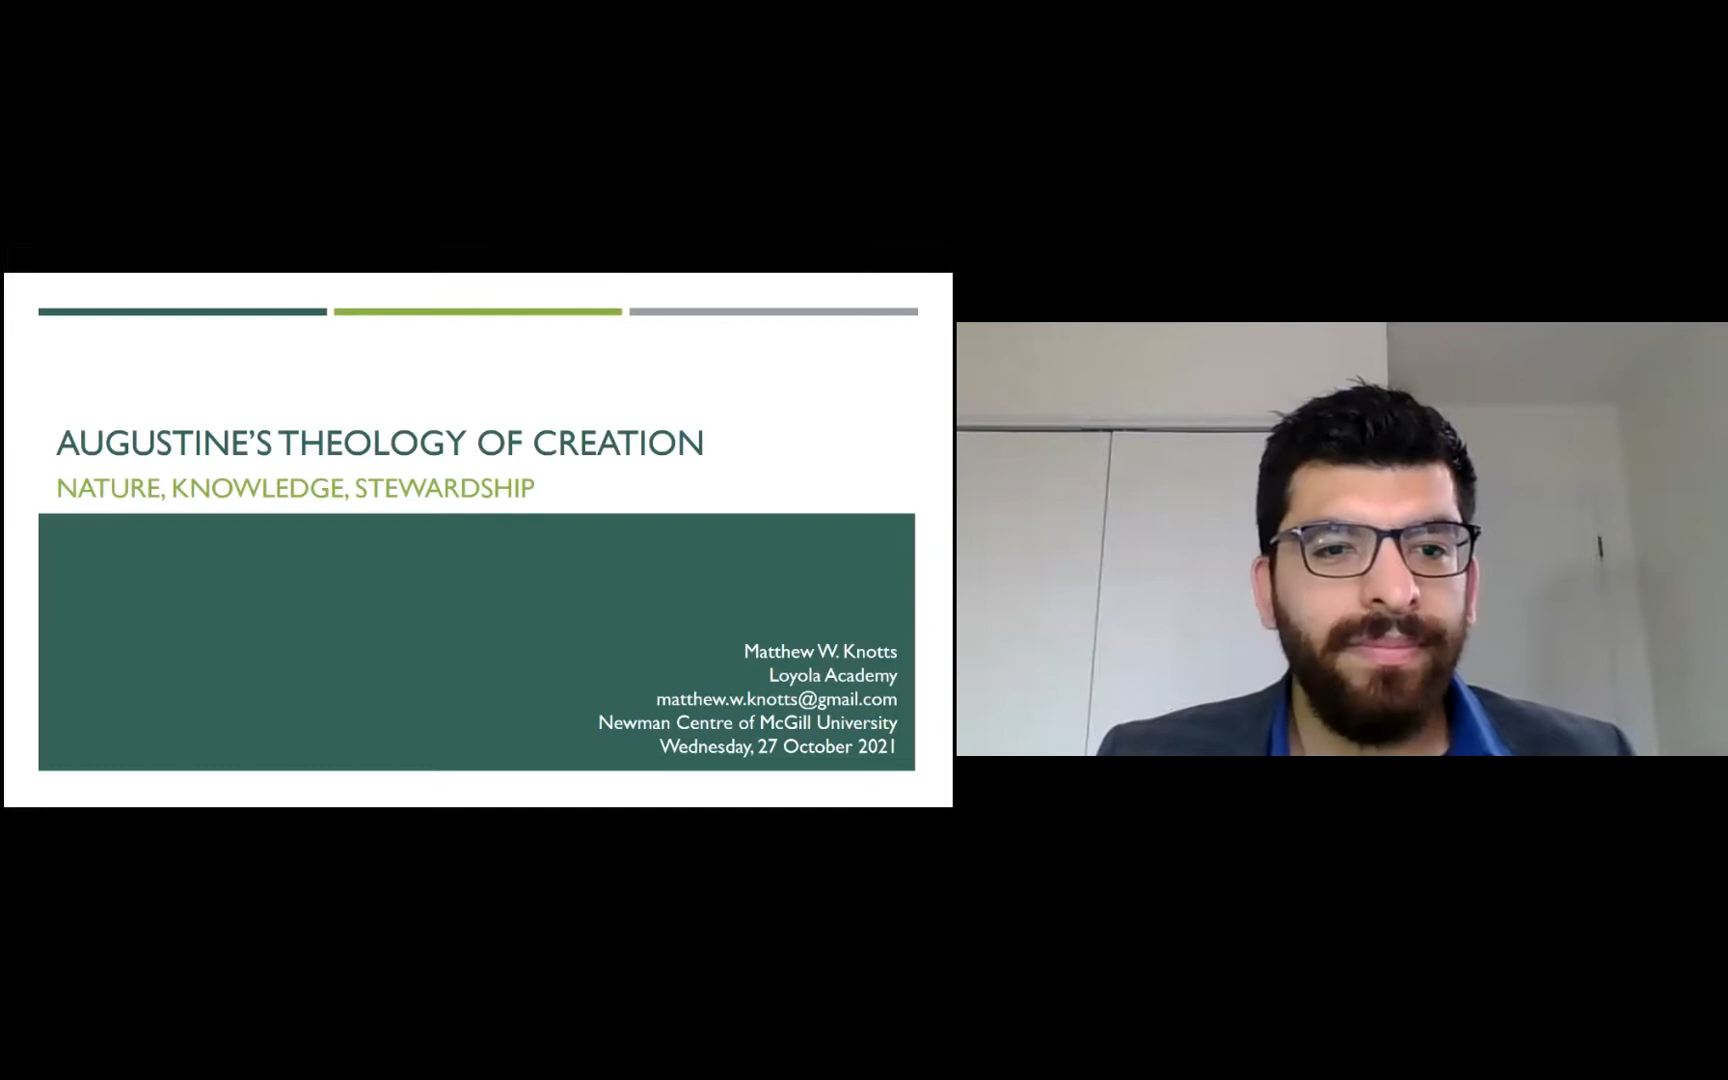 AUGUSTINE'S THEOLOGY OF CREATION
NATURE, KNOWLEDGE, STEWARDSHIP
Matthew W. Knotts
Loyola Academy
matthew.w.knotts@gmail.com
Newman Centre of McGill University
Wednesday, 27 October 2021